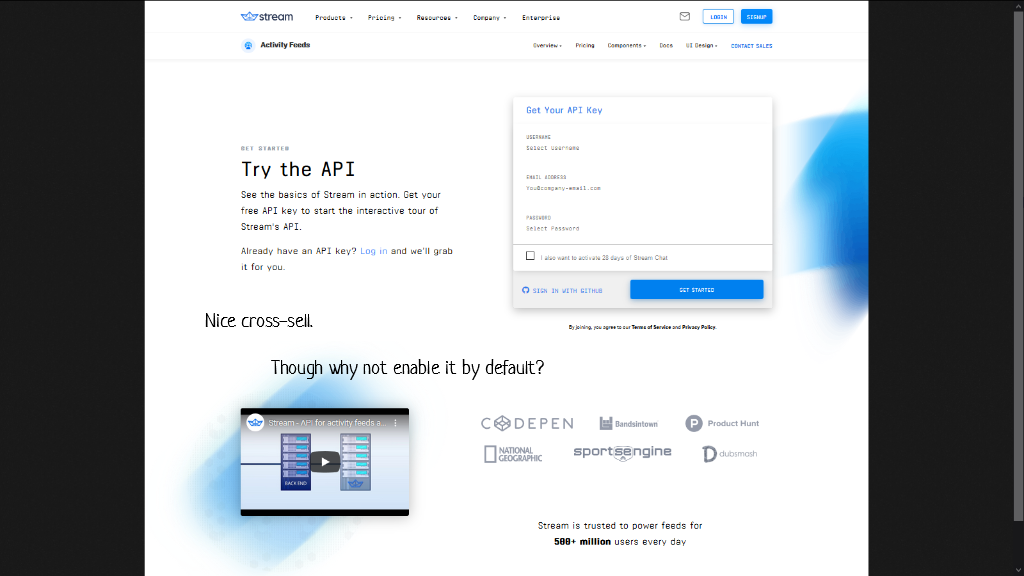 stream
Products
Pricing
Resources
Company
Enterprise
LOGIN
SIGNUP
Activity Feeds
Overview
Pricing
Components
Docs
UI Design
CONTACT SALES
GET STARTED
Try the API
See the basics of Stream in action. Get your
free API key to start the interactive tour of
Stream's API.
Already have an API key? Log in and we'll grab
it for you.
Get Your API Key
USERNAME
Select Username
EMAIL ADDRESS
You@company-email.com
PASSWORD
Select Password
I also want to activate 28 days of Stream Chat
SIGN IN WITH GITHUB
GET STARTED
By joining, you agree to our Terms of Service and Privacy Policy.
Nice cross-sell.
Though why not enable it by default?
Stream - API for activity feeds a...
BACK END
CODEPEN
Bandsintown
Product Hunt
NATIONAL
GEOGRAPHIC
sportsengine
dubsmash
Stream is trusted to power feeds for
500+ million users every day